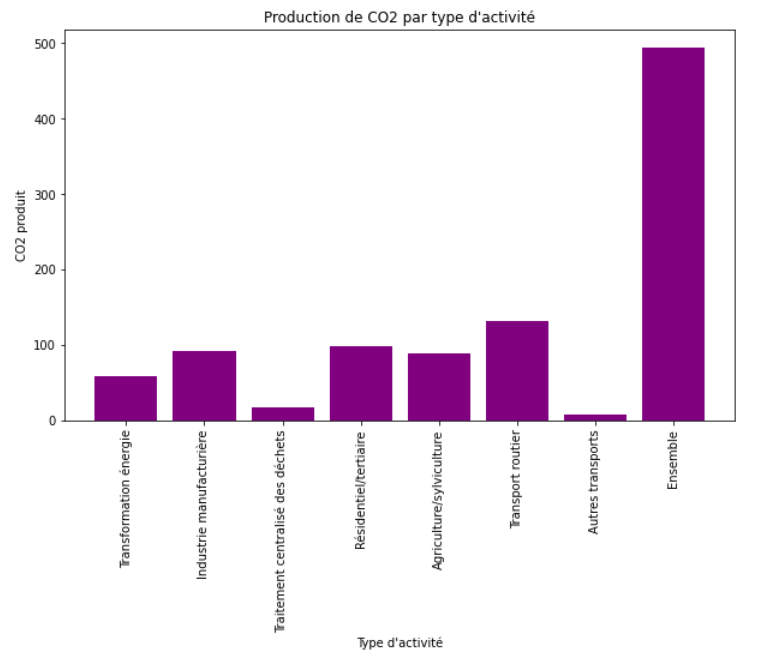 Production de CO2 par type d'activité
CO2 produit
500
400
300
200
100
0
Transformation énergie
Industrie manufacturière
Traitement centralisé des déchets
Résidentiel/tertiaire
Agriculture/sylviculture
Transport routier
Autres transports
Ensemble
Type d'activité